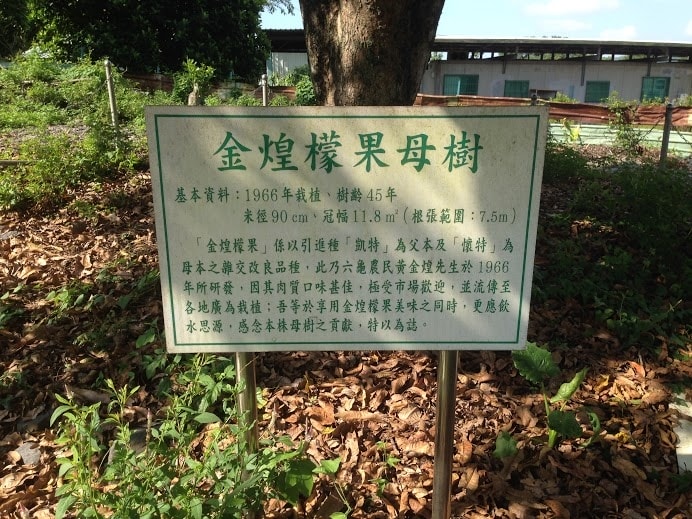 金煌檬果母樹
基本資料：1966年栽植、樹齡45年
米徑90cm、冠幅11.8㎡（根張範圍：7.5m）
「金煌檬果」係以引進種「凱特」為父本及「懷特」為
母本之雜交改良品種，此乃六龜農民黃金煌先生於1966
年所研發，因其肉質口味甚佳，極受市場歡迎，並流傳至
各地廣為栽植；吾等於享用金煌檬果美味之同時，更應飲
水思源，感念本株母樹之貢獻，特以為誌。